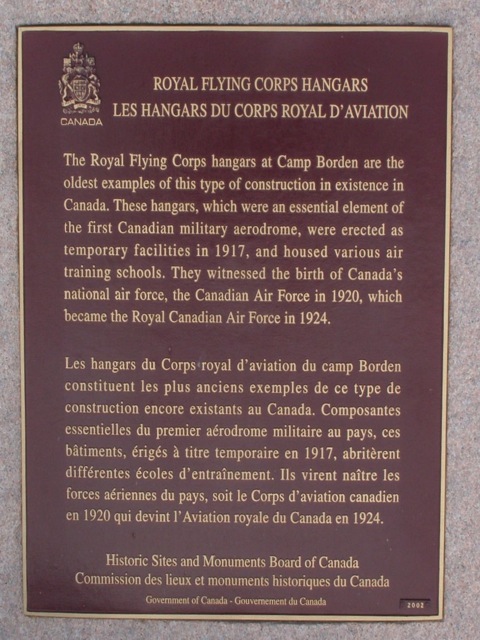 CANADA
ROYAL FLYING CORPS HANGARS
LES HANGARS DU CORPS ROYAL D'AVIATION
The Royal Flying Corps hangars at Camp Borden are the
oldest examples of this type of construction in existence in
Canada. These hangars, which were an essential element of
the first Canadian military aerodrome, were erected as
temporary facilities in 1917, and housed various air
training schools. They witnessed the birth of Canada's
national air force, the Canadian Air Force in 1920, which
became the Royal Canadian Air Force in 1924.
Les hangars du Corps royal d'aviation du camp Borden
constituent les plus anciens exemples de ce type de
construction encore existants au Canada. Composantes
essentielles du premier aérodrome militaire au pays, ces
bâtiments, érigés à titre temporaire en 1917, abritèrent
différentes écoles d'entraînement. Ils virent naître les
forces aériennes du pays, soit le Corps d'aviation canadien
en 1920 qui devint l'Aviation royale du Canada en 1924.
Historic Sites and Monuments Board of Canada
Commission des lieux et monuments historiques du Canada
Government of Canada - Gouvernement du Canada
2002